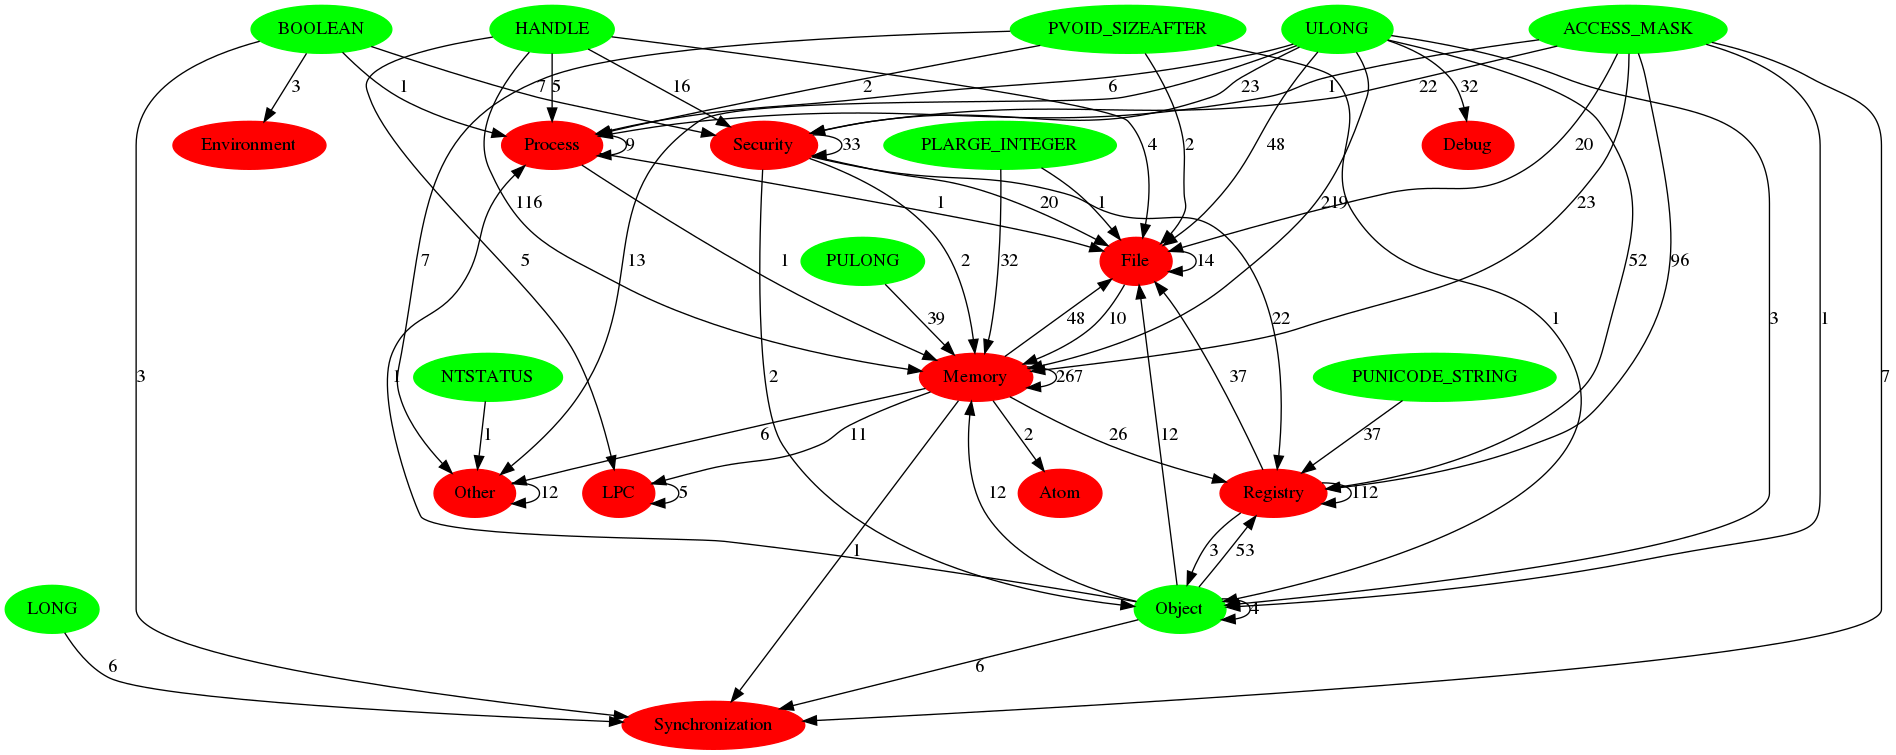 BOOLEAN HANDLE PVOID_SIZEAFTER ULONG ACCESS_MASK
3 1 7 5 16 2 6 23 1 22 32
Environment Process 9 Security 33 PLARGE_INTEGER 4 2 48 Debug 20
116 1 20 1 219 23
7 5 13 1 PULONG 2 32 File 14 52 96
39 48 10 22 1 3 1
3 1 NTSTATUS Memory 267 37 PUNICODE_STRING 7
1 6 11 2 26 12 37
Other 12 LPC 5 2 12 Atom Registry 112
1 3 53
LONG Object 4
6 6
Synchronization